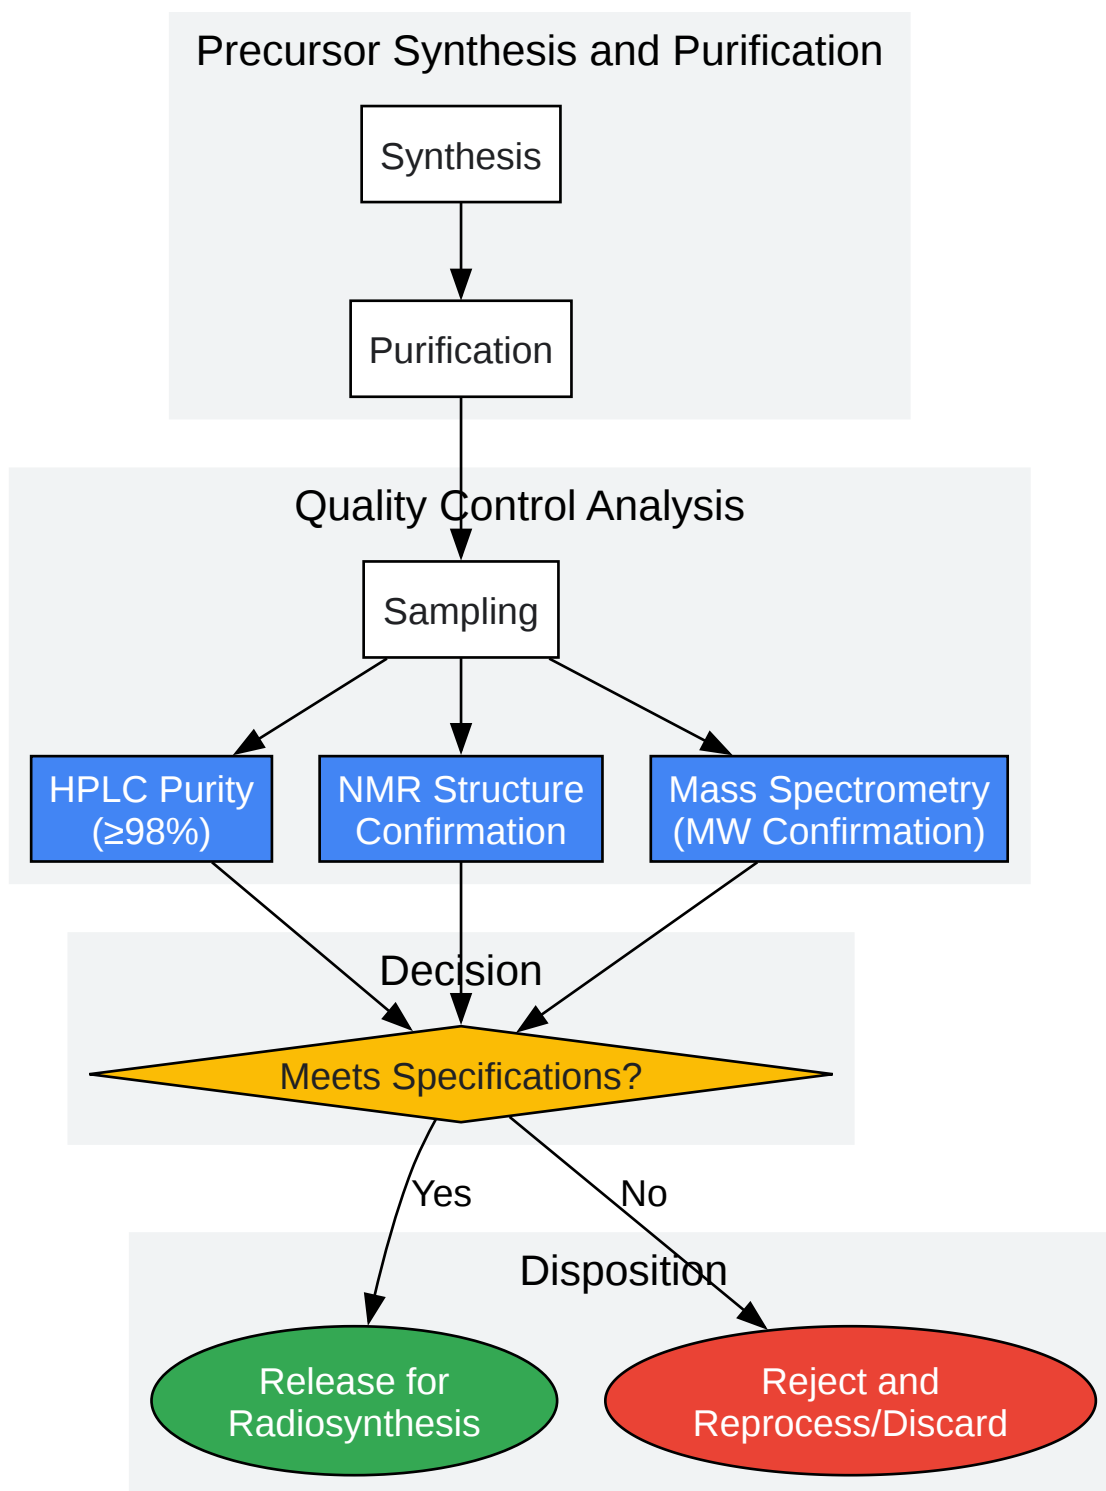 Precursor Synthesis and Purification
Synthesis
Purification
Quality Control Analysis
Sampling
HPLC Purity
(≥98%)
NMR Structure
Confirmation
Mass Spectrometry
(MW Confirmation)
Decision
Meets Specifications?
Yes
No
Disposition
Release for
Radiosynthesis
Reject and
Reprocess/Discard